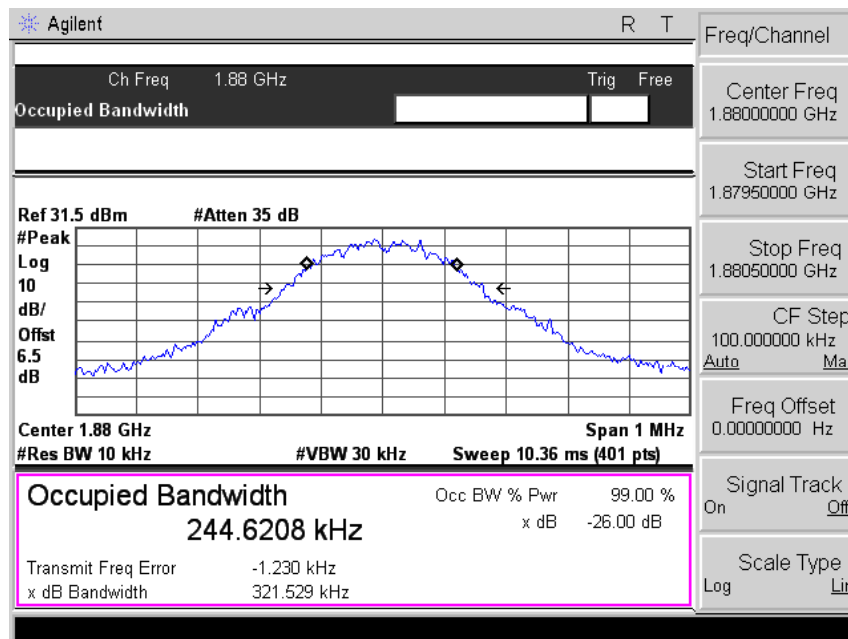 Agilent R T
Ch Freq 1.88 GHz Trig Free
Occupied Bandwidth
Ref 31.5 dBm #Atten 35 dB
#Peak
Log
10
dB/
Offst
6.5
dB
Center 1.88 GHz Span 1 MHz
#Res BW 10 kHz #VBW 30 kHz Sweep 10.36 ms (401 pts)
Occupied Bandwidth
244.6208 kHz
Occ BW % Pwr 99.00 %
x dB -26.00 dB
Transmit Freq Error -1.230 kHz
x dB Bandwidth 321.529 kHz
Freq/Channel
Center Freq
1.88000000 GHz
Start Freq
1.87950000 GHz
Stop Freq
1.88050000 GHz
CF Step
100.000000 kHz
Auto Ma
Freq Offset
0.00000000 Hz
Signal Track
On Off
Scale Type
Log Lin